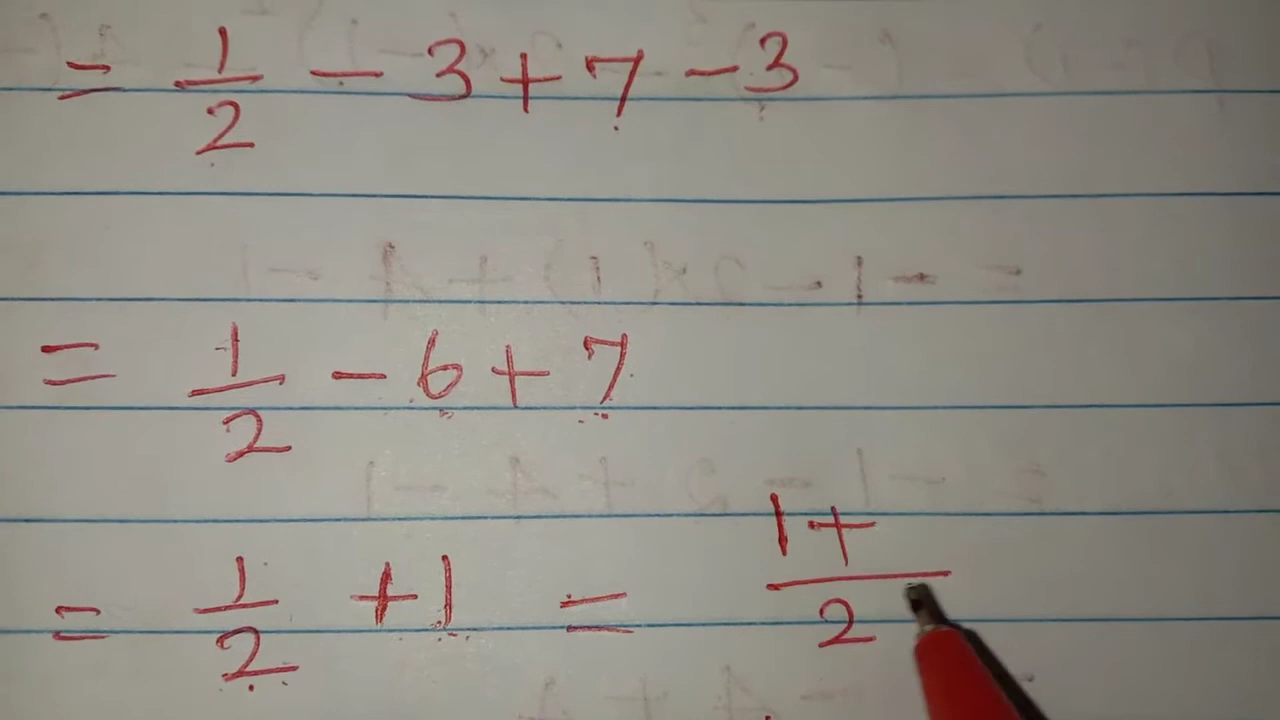 = 1/2 - 3 + 7 - 3
= 1/2 - 6 + 7
= 1/2 + 1 = 1 + / 2